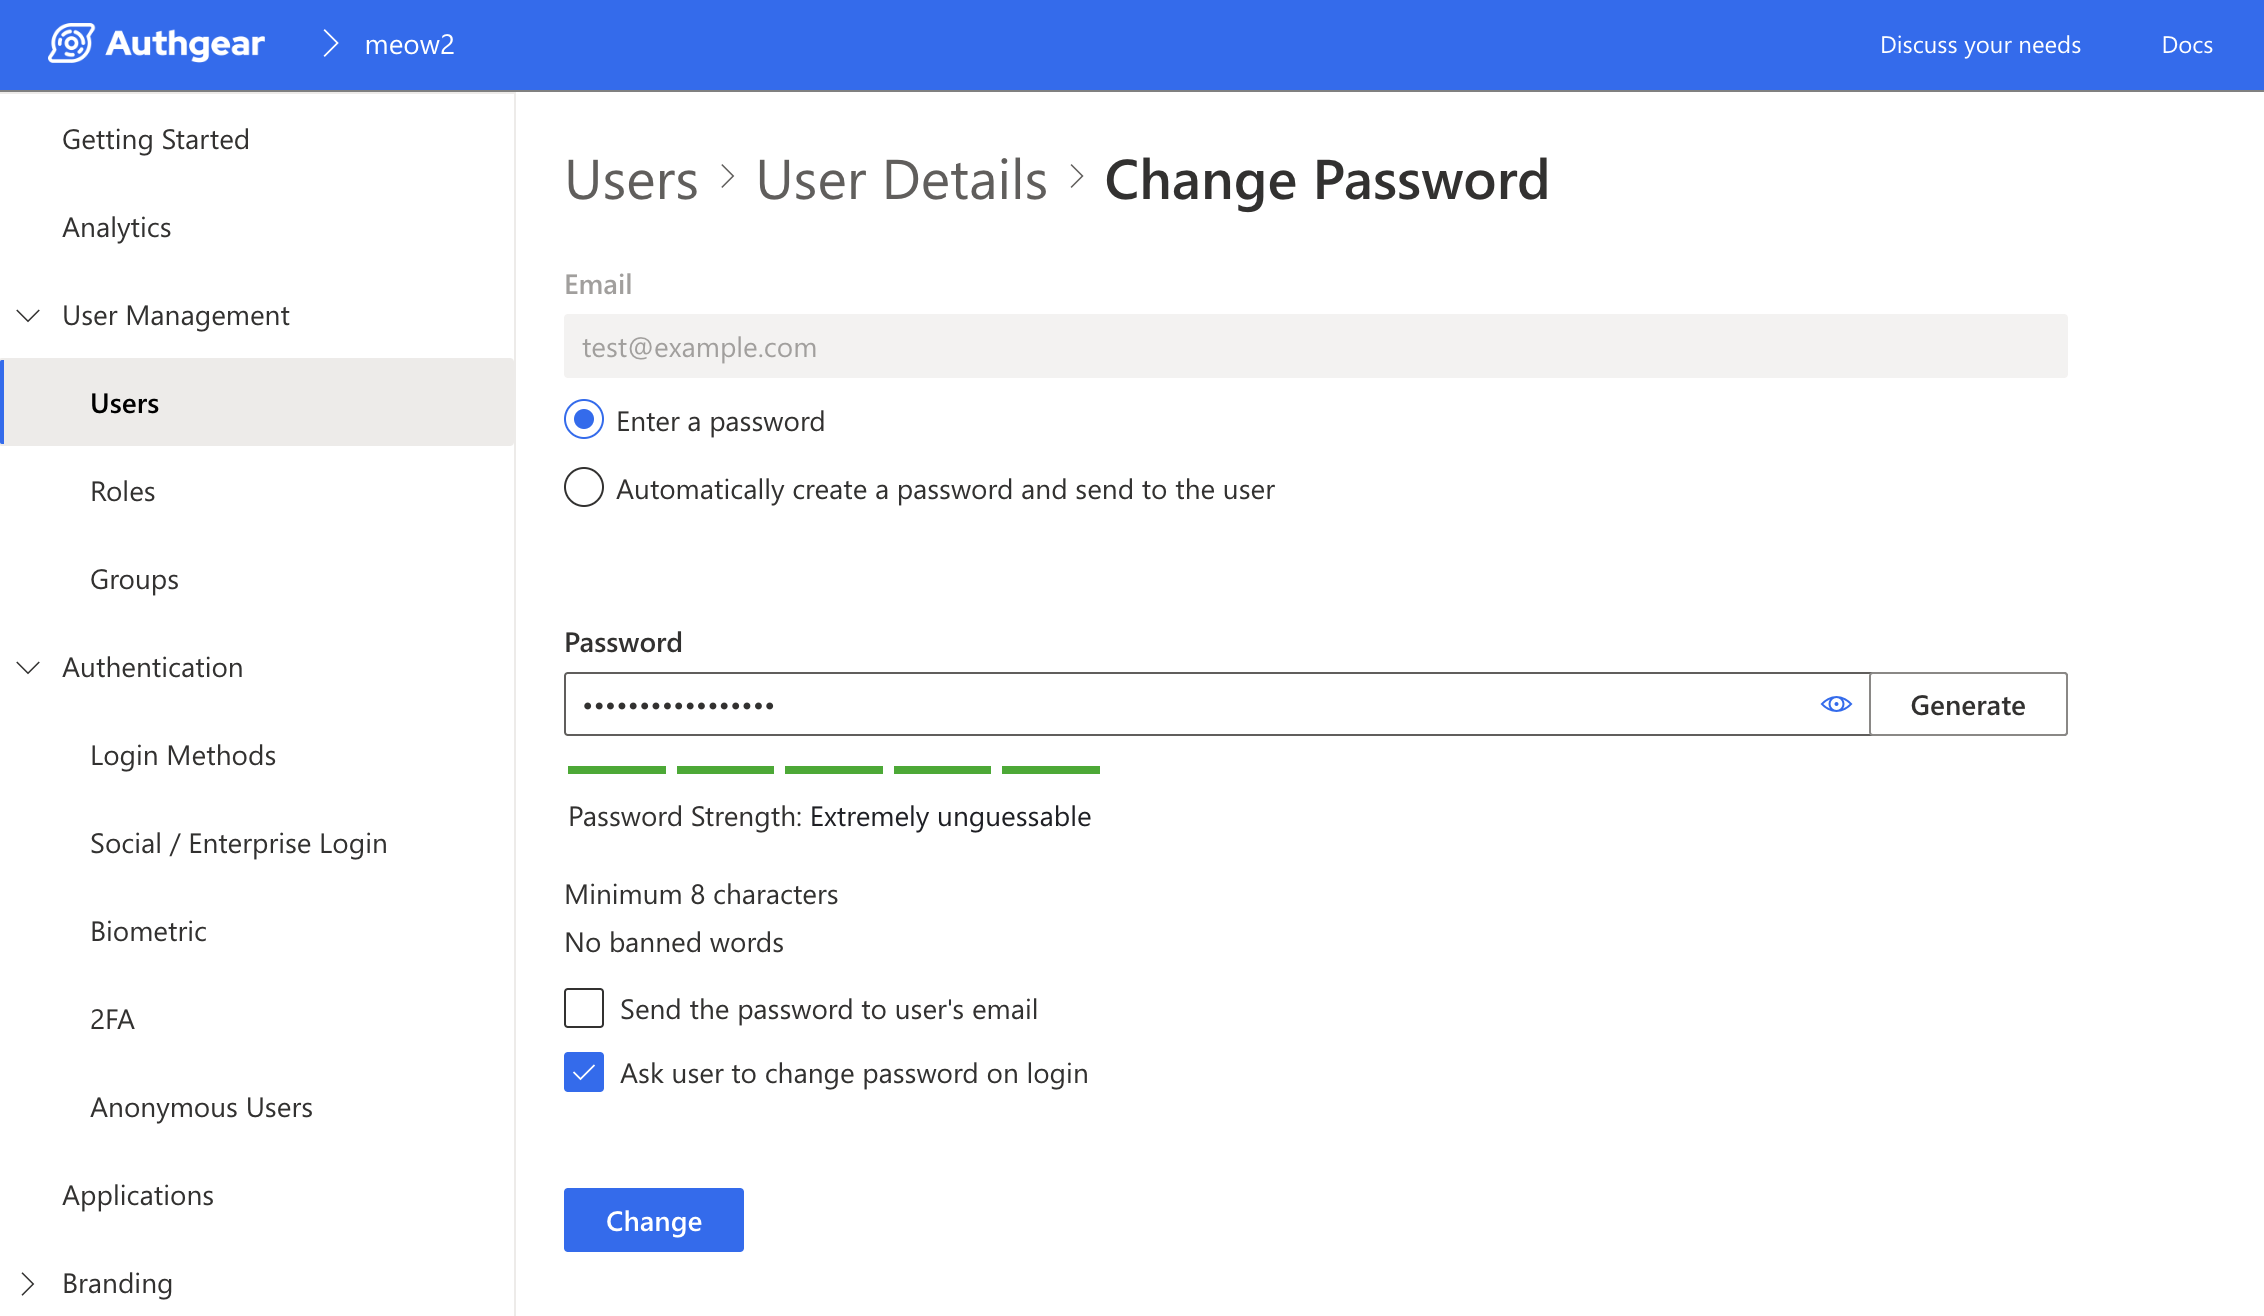 Authgear
meow2
Discuss your needs
Docs
Getting Started
Analytics
User Management
Users
Roles
Groups
Authentication
Login Methods
Social / Enterprise Login
Biometric
2FA
Anonymous Users
Applications
Branding
Users > User Details > Change Password
Email
test@example.com
Enter a password
Automatically create a password and send to the user
Password
•••••••••••••••••
Generate
Password Strength: Extremely unguessable
Minimum 8 characters
No banned words
Send the password to user's email
Ask user to change password on login
Change